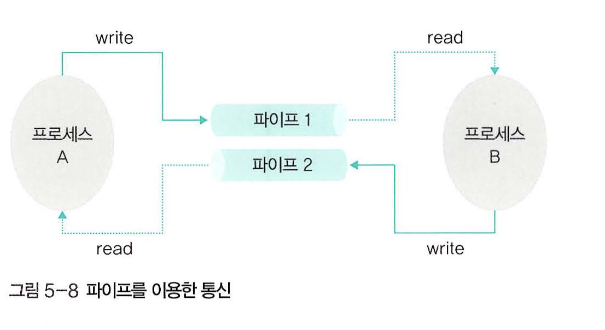 write
read
프로세스
A
파이프 1
프로세스
B
파이프 2
read
write
그림 5-8 파이프를 이용한 통신